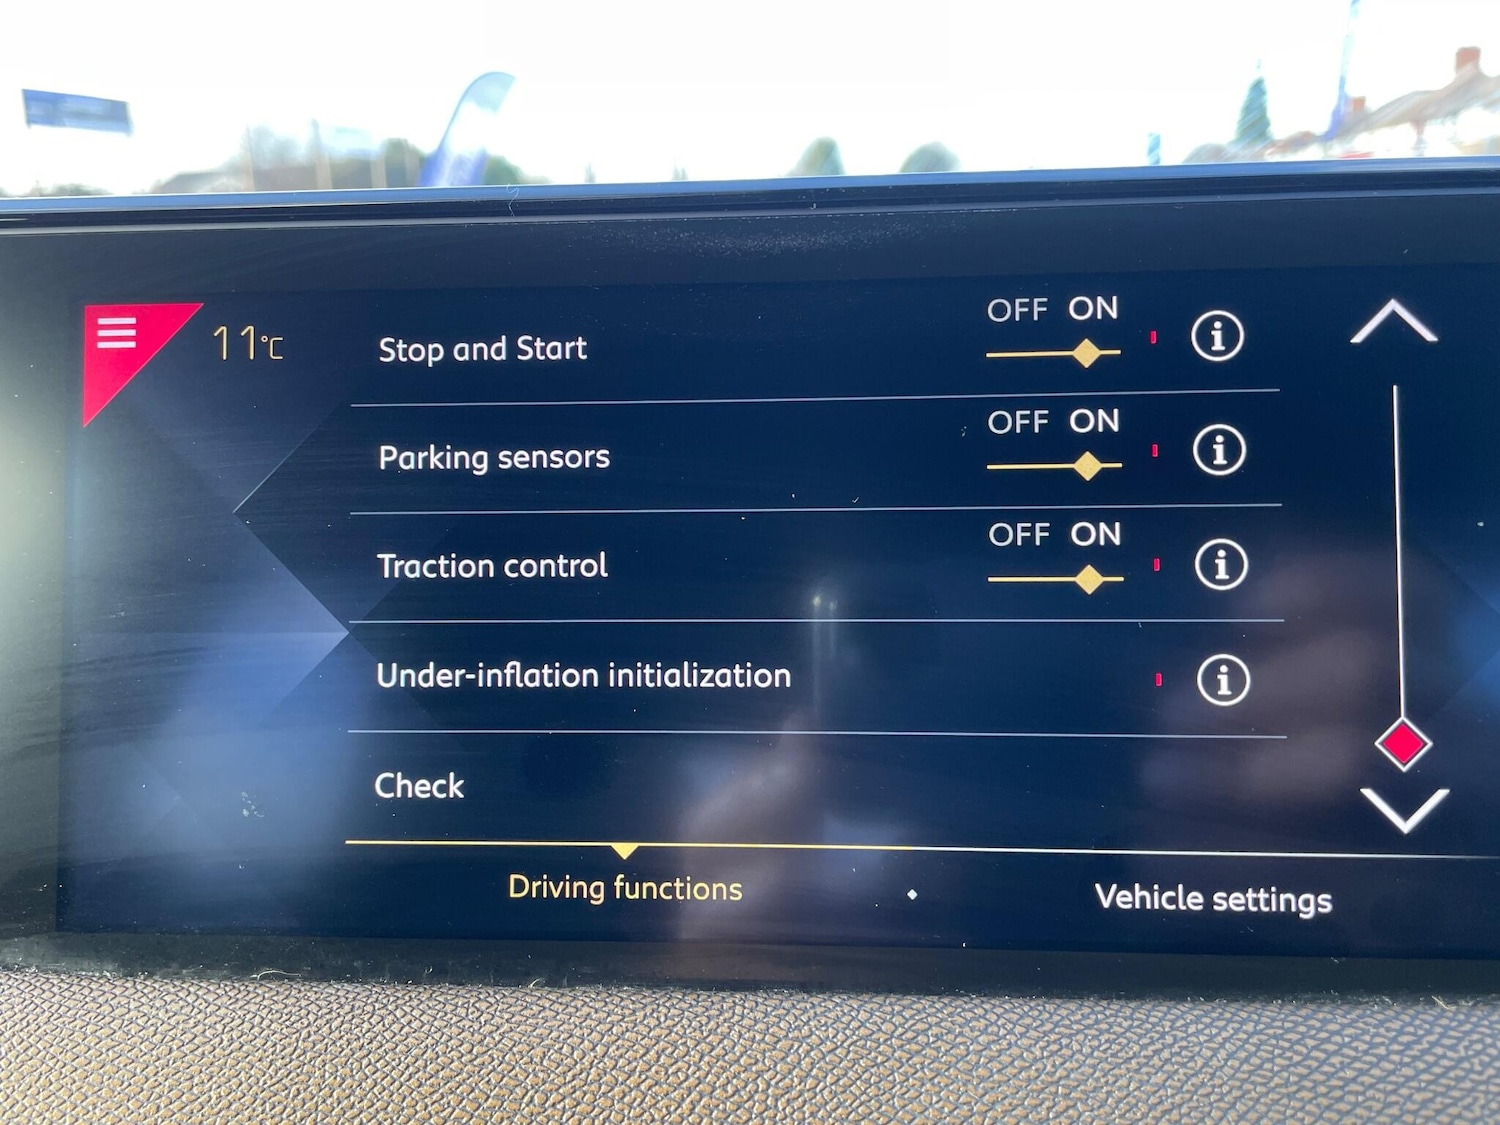 11°C
OFF ON
Stop and Start
OFF ON
Parking sensors
OFF ON
Traction control
Under-inflation initialization
Check
Driving functions
Vehicle settings